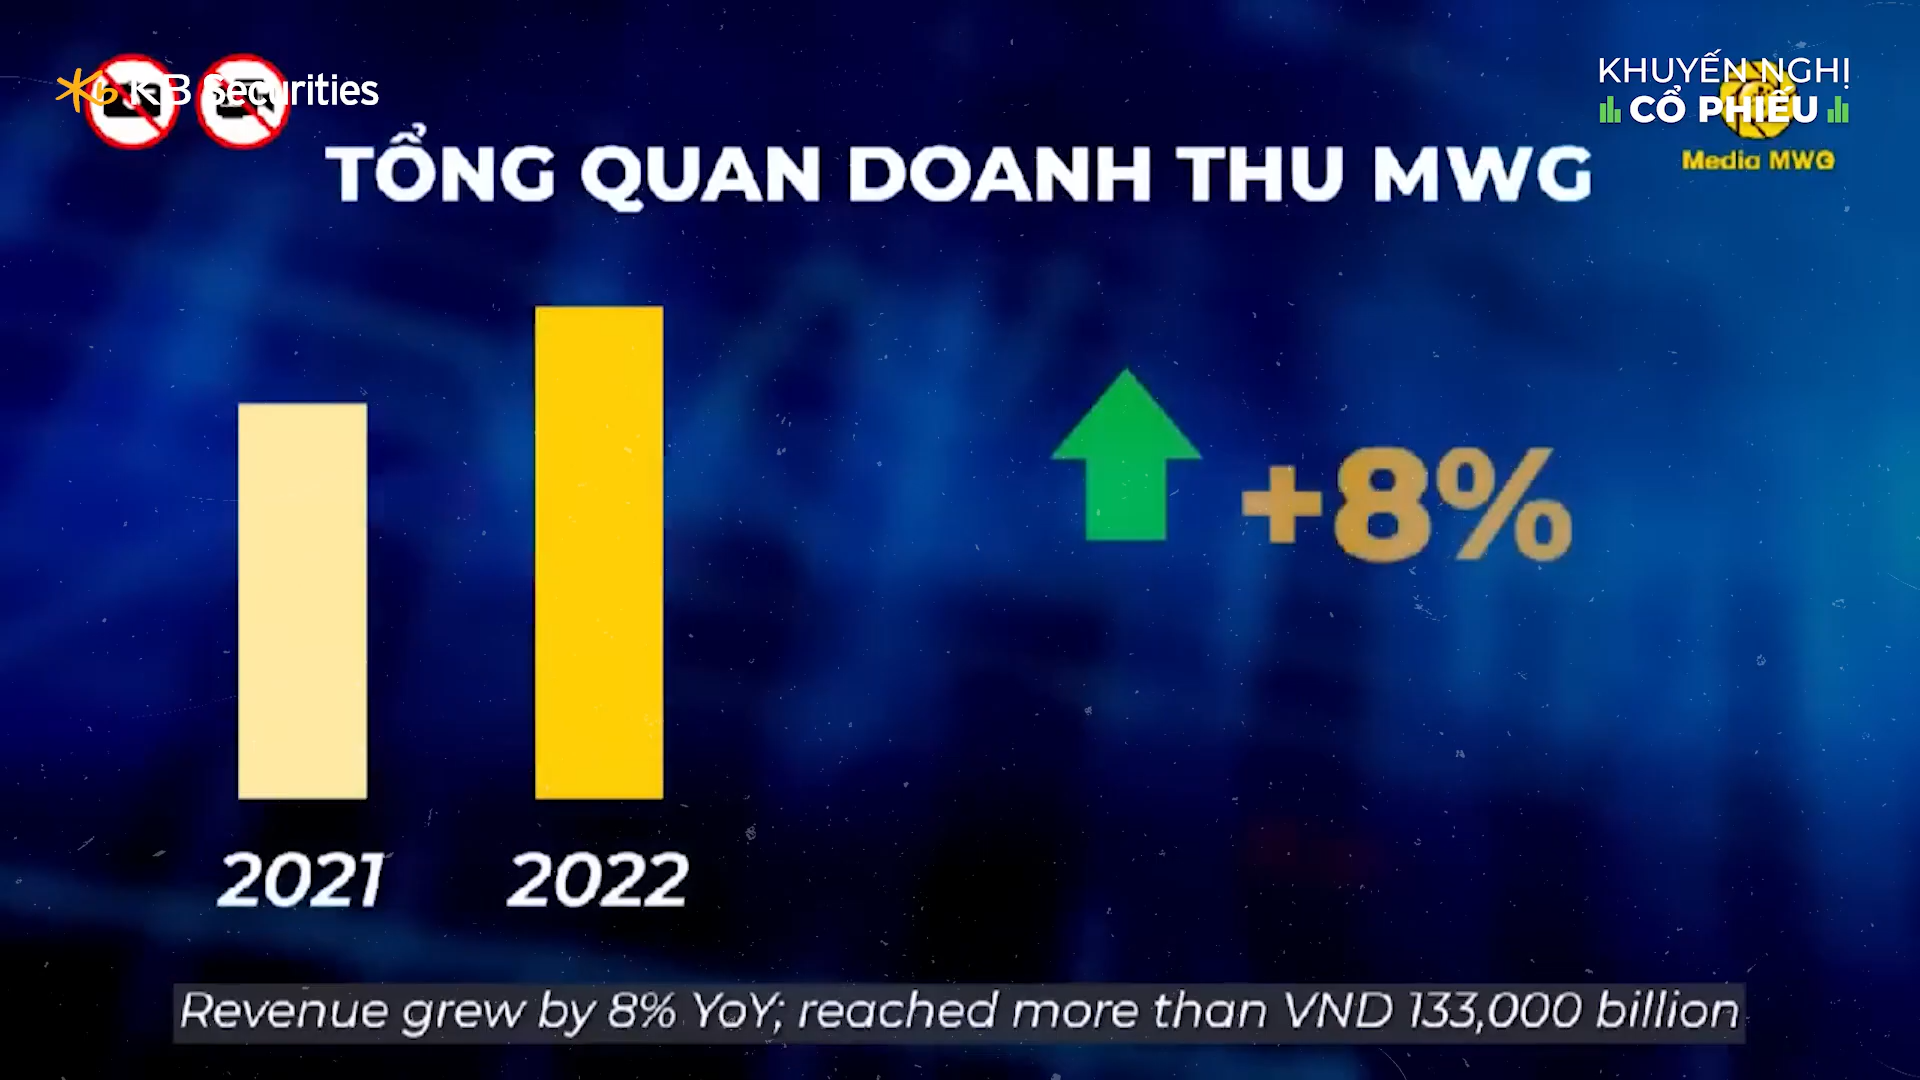 KB Securities
KHUYẾN NGHỊ
CỔ PHIẾU
Media MWG
TỔNG QUAN DOANH THU MWG
+8%
2021
2022
Revenue grew by 8% YoY; reached more than VND 133,000 billion